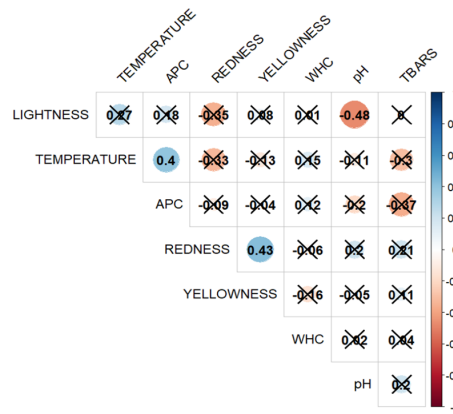 TEMPERATURE APC REDNESS YELLOWNESS WHC pH TBARS
LIGHTNESS 0.27 0.18 -0.35 0.08 0.01 -0.48 0
TEMPERATURE 0.4 -0.33 -0.13 0.15 -0.11 -0.3
APC -0.09 -0.04 0.12 -0.2 -0.37
REDNESS 0.43 -0.06 0.2 0.21
YELLOWNESS -0.16 -0.05 0.11
WHC 0.02 0.04
pH 0.2